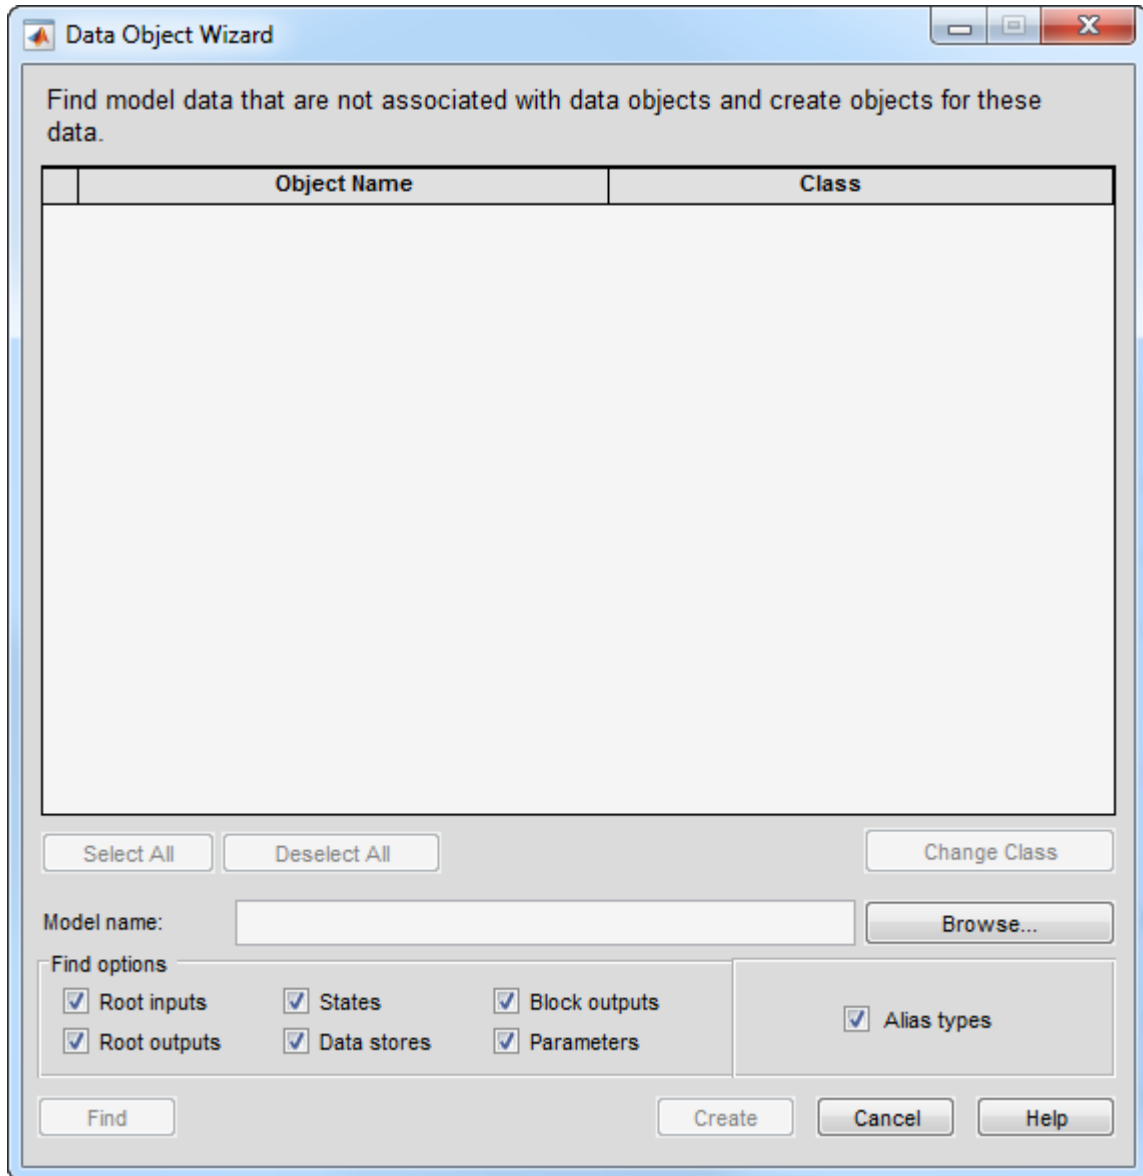 Data Object Wizard
Find model data that are not associated with data objects and create objects for these
data.
Object Name Class
Select All Deselect All Change Class
Model name: Browse...
Find options
Root inputs States Block outputs
Alias types
Root outputs Data stores Parameters
Find Create Cancel Help